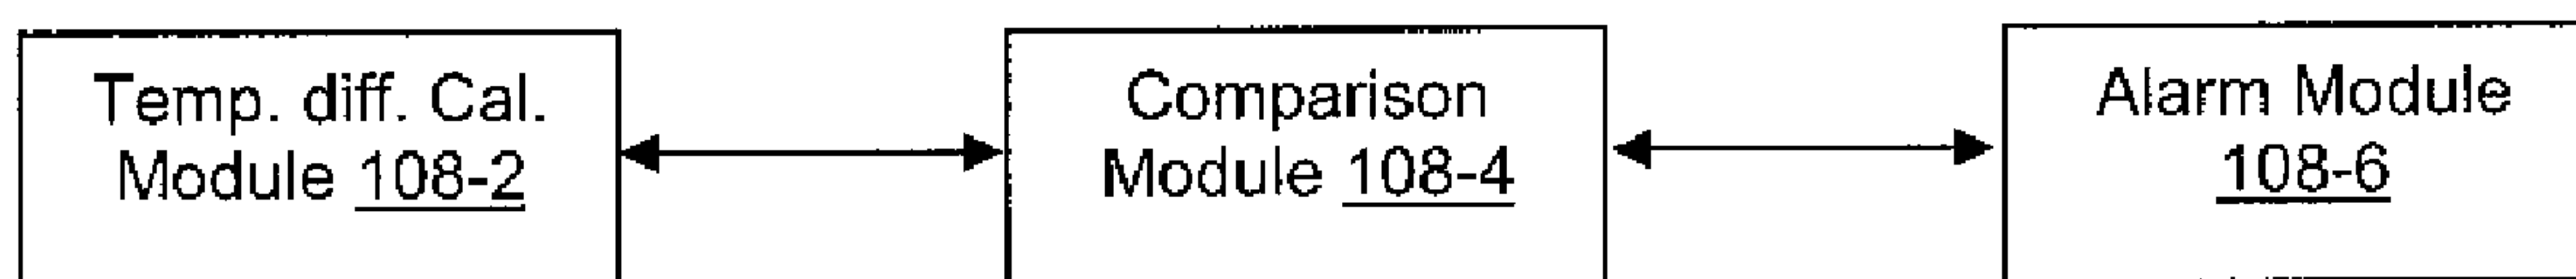 Temp. diff. Cal.
Module 108-2
Comparison
Module 108-4
Alarm Module
108-6